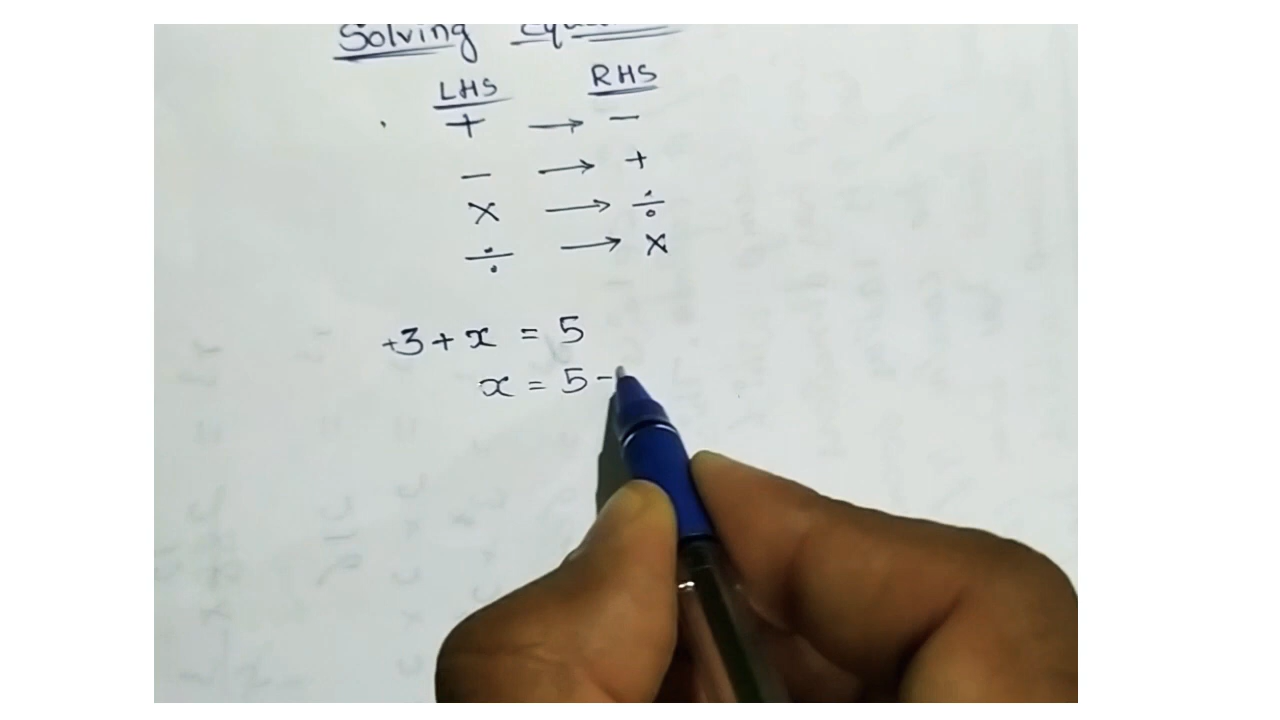 Solving
LHS RHS
+ → −
− → +
× → ÷
÷ → ×
+3 + x = 5
x = 5 −